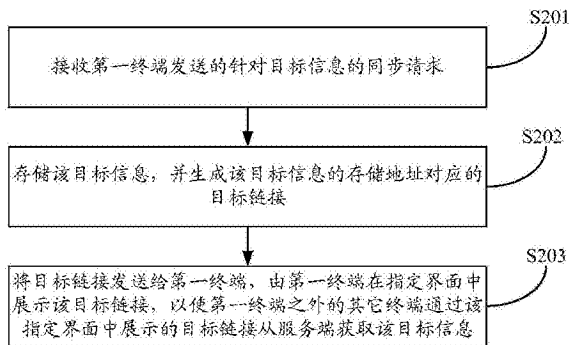 S201
接收第一终端发送的针对目标信息的同步请求
S202
存储该目标信息，并生成该目标信息的存储地址对应的
目标链接
S203
将目标链接发送给第一终端，由第一终端在指定界面中
展示该目标链接，以使第一终端之外的其它终端通过该
指定界面中展示的目标链接从服务端获取该目标信息